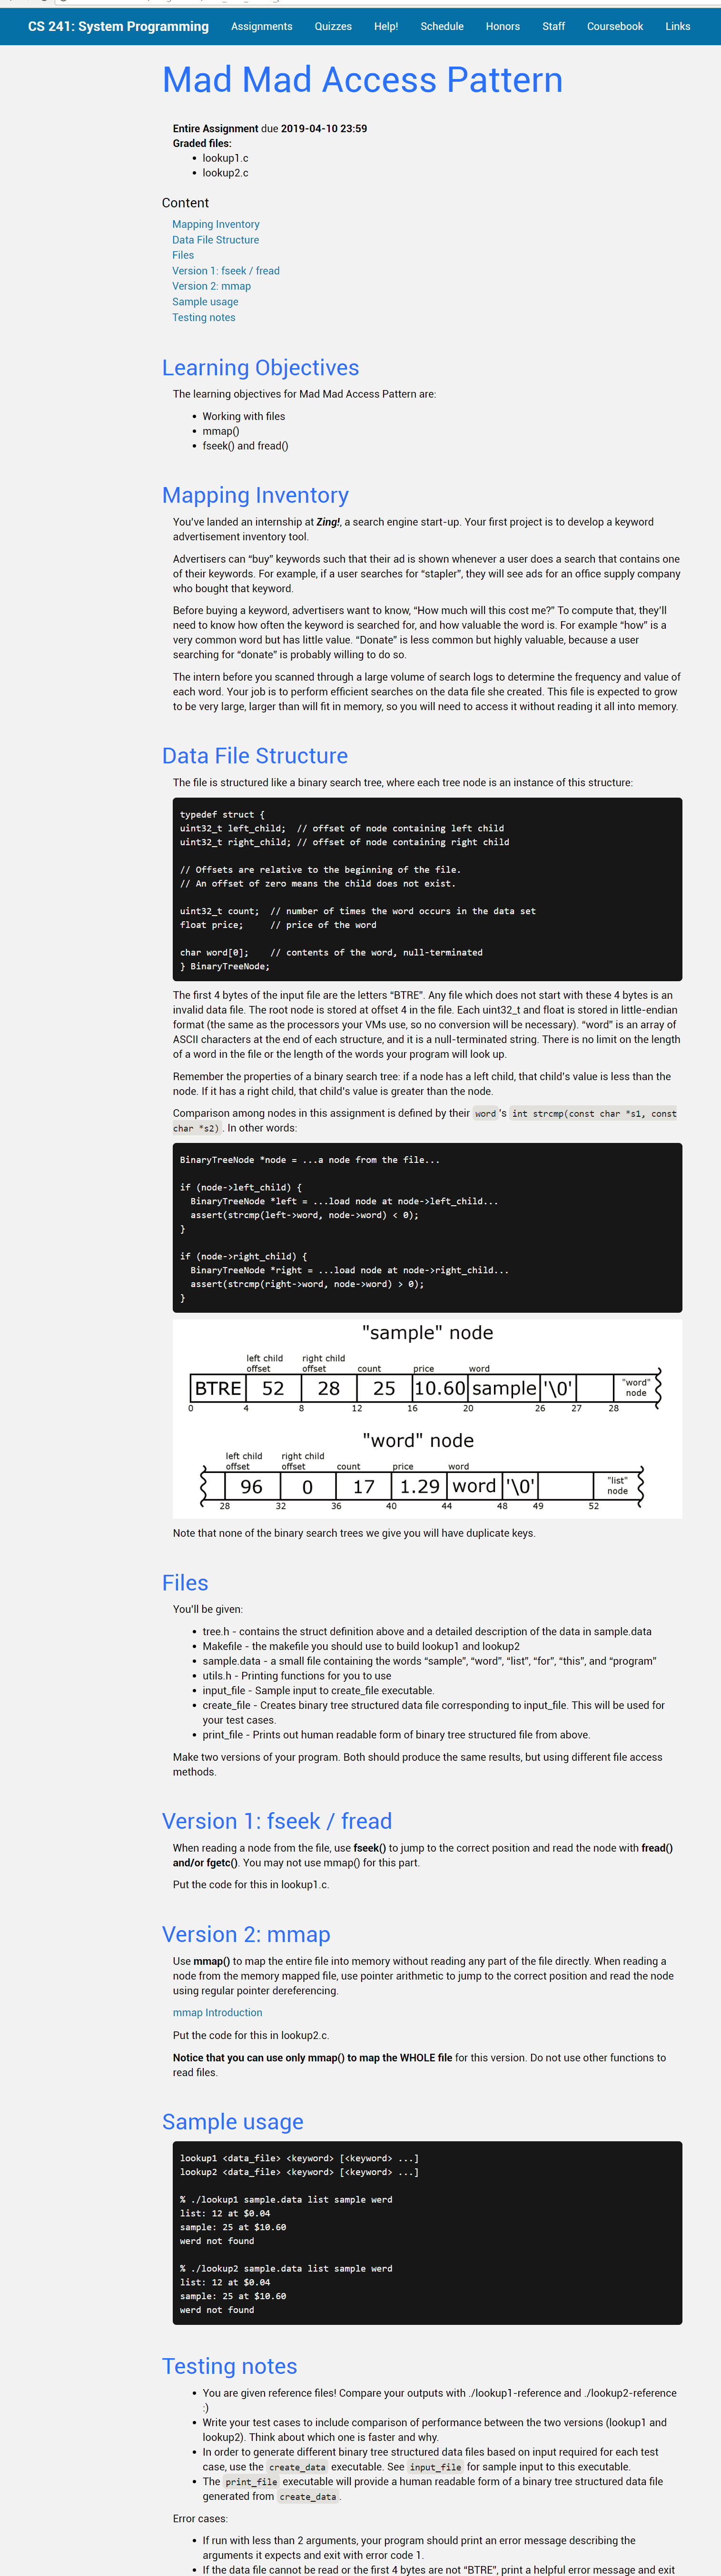 CS 241: System Programming Assignments Quizzes Help! Schedule Honors Staff Coursebook Links
Mad Mad Access Pattern
Entire Assignment due 2019-04-10 23:59
Graded files:
• lookup1.c
• lookup2.c
Content
Mapping Inventory
Data File Structure
Files
Version 1: fseek / fread
Version 2: mmap
Sample usage
Testing notes
Learning Objectives
The learning objectives for Mad Mad Access Pattern are:
• Working with files
• mmap()
• fseek() and fread()
Mapping Inventory
You've landed an internship at Zing!, a search engine start-up. Your first project is to develop a keyword
advertisement inventory tool.
Advertisers can “buy” keywords such that their ad is shown whenever a user does a search that contains one
of their keywords. For example, if a user searches for “stapler”, they will see ads for an office supply company
who bought that keyword.
Before buying a keyword, advertisers want to know, “How much will this cost me?” To compute that, they'll
need to know how often the keyword is searched for, and how valuable the word is. For example “how” is a
very common word but has little value. “Donate” is less common but highly valuable, because a user
searching for “donate” is probably willing to do so.
The intern before you scanned through a large volume of search logs to determine the frequency and value of
each word. Your job is to perform efficient searches on the data file she created. This file is expected to grow
to be very large, larger than will fit in memory, so you will need to access it without reading it all into memory.
Data File Structure
The file is structured like a binary search tree, where each tree node is an instance of this structure:
typedef struct {
uint32_t left_child;  // offset of node containing left child
uint32_t right_child; // offset of node containing right child
// Offsets are relative to the beginning of the file.
// An offset of zero means the child does not exist.
uint32_t count;  // number of times the word occurs in the data set
float price;     // price of the word
char word[0];    // contents of the word, null-terminated
} BinaryTreeNode;
The first 4 bytes of the input file are the letters “BTRE”. Any file which does not start with these 4 bytes is an
invalid data file. The root node is stored at offset 4 in the file. Each uint32_t and float is stored in little-endian
format (the same as the processors your VMs use, so no conversion will be necessary). “word” is an array of
ASCII characters at the end of each structure, and it is a null-terminated string. There is no limit on the length
of a word in the file or the length of the words your program will look up.
Remember the properties of a binary search tree: if a node has a left child, that child's value is less than the
node. If it has a right child, that child's value is greater than the node.
Comparison among nodes in this assignment is defined by their word's int strcmp(const char *s1, const
char *s2). In other words:
BinaryTreeNode *node = ...a node from the file...
if (node->left_child) {
  BinaryTreeNode *left = ...load node at node->left_child...
  assert(strcmp(left->word, node->word) < 0);
}
if (node->right_child) {
  BinaryTreeNode *right = ...load node at node->right_child...
  assert(strcmp(right->word, node->word) > 0);
}
"sample" node
left child right child
offset offset count price word
BTRE 52 28 25 10.60 sample '\0' "word"
node
0 4 8 12 16 20 26 27 28
"word" node
left child right child
offset offset count price word
96 0 17 1.29 word '\0' "list"
node
28 32 36 40 44 48 49 52
Note that none of the binary search trees we give you will have duplicate keys.
Files
You'll be given:
• tree.h - contains the struct definition above and a detailed description of the data in sample.data
• Makefile - the makefile you should use to build lookup1 and lookup2
• sample.data - a small file containing the words “sample”, “word”, “list”, “for”, “this”, and “program”
• utils.h - Printing functions for you to use
• input_file - Sample input to create_file executable.
• create_file - Creates binary tree structured data file corresponding to input_file. This will be used for
your test cases.
• print_file - Prints out human readable form of binary tree structured file from above.
Make two versions of your program. Both should produce the same results, but using different file access
methods.
Version 1: fseek / fread
When reading a node from the file, use fseek() to jump to the correct position and read the node with fread()
and/or fgetc(). You may not use mmap() for this part.
Put the code for this in lookup1.c.
Version 2: mmap
Use mmap() to map the entire file into memory without reading any part of the file directly. When reading a
node from the memory mapped file, use pointer arithmetic to jump to the correct position and read the node
using regular pointer dereferencing.
mmap Introduction
Put the code for this in lookup2.c.
Notice that you can use only mmap() to map the WHOLE file for this version. Do not use other functions to
read files.
Sample usage
lookup1 <data_file> <keyword> [<keyword> ...]
lookup2 <data_file> <keyword> [<keyword> ...]
% ./lookup1 sample.data list sample werd
list: 12 at $0.04
sample: 25 at $10.60
werd not found
% ./lookup2 sample.data list sample werd
list: 12 at $0.04
sample: 25 at $10.60
werd not found
Testing notes
• You are given reference files! Compare your outputs with ./lookup1-reference and ./lookup2-reference
:)
• Write your test cases to include comparison of performance between the two versions (lookup1 and
lookup2). Think about which one is faster and why.
• In order to generate different binary tree structured data files based on input required for each test
case, use the create_data executable. See input_file for sample input to this executable.
• The print_file executable will provide a human readable form of a binary tree structured data file
generated from create_data.
Error cases:
• If run with less than 2 arguments, your program should print an error message describing the
arguments it expects and exit with error code 1.
• If the data file cannot be read or the first 4 bytes are not “BTRE”, print a helpful error message and exit